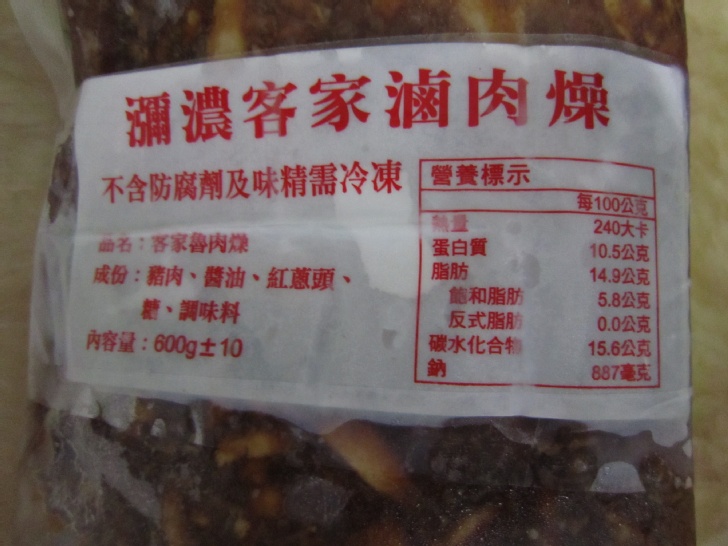 瀰濃客家滷肉燥
不含防腐劑及味精需冷凍
品名：客家魯肉燥
成份：豬肉、醬油、紅蔥頭、
糖、調味料
內容量：600g±10
營養標示
每100公克
熱量 240大卡
蛋白質 10.5公克
脂肪 14.9公克
飽和脂肪 5.8公克
反式脂肪 0.0公克
碳水化合物 15.6公克
鈉 887毫克